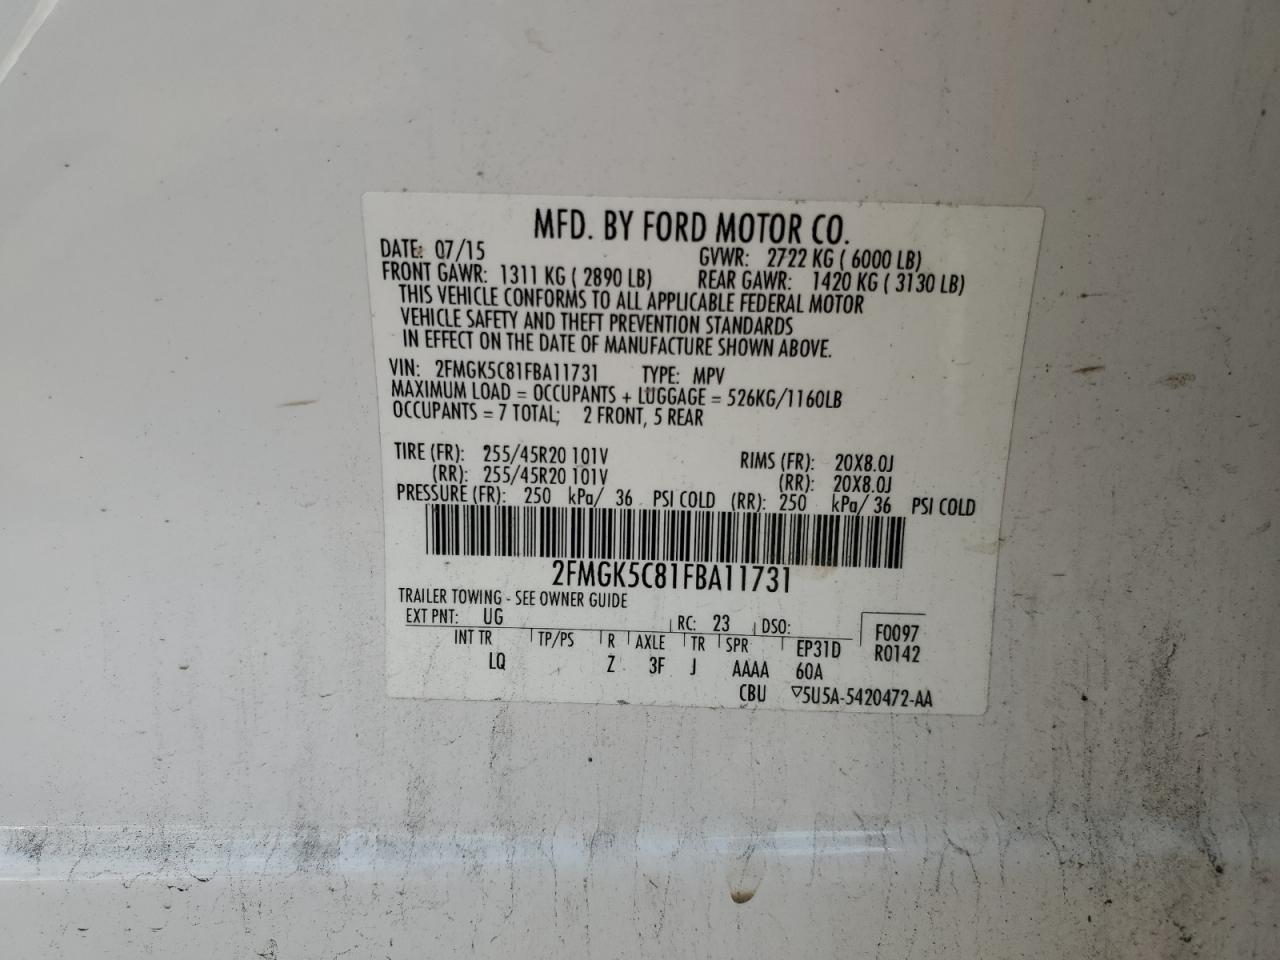 MFD. BY FORD MOTOR CO.
DATE: 07/15 GVWR: 2722 KG ( 6000 LB)
FRONT GAWR: 1311 KG ( 2890 LB) REAR GAWR: 1420 KG ( 3130 LB)
THIS VEHICLE CONFORMS TO ALL APPLICABLE FEDERAL MOTOR
VEHICLE SAFETY AND THEFT PREVENTION STANDARDS
IN EFFECT ON THE DATE OF MANUFACTURE SHOWN ABOVE.
VIN: 2FMGK5C81FBA11731 TYPE: MPV
MAXIMUM LOAD = OCCUPANTS + LUGGAGE = 526KG/1160LB
OCCUPANTS = 7 TOTAL; 2 FRONT, 5 REAR
TIRE (FR): 255/45R20 101V RIMS (FR): 20X8.0J
(RR): 255/45R20 101V (RR): 20X8.0J
PRESSURE (FR): 250 kPa/ 36 PSI COLD (RR): 250 kPa/ 36 PSI COLD
2FMGK5C81FBA11731
TRAILER TOWING - SEE OWNER GUIDE
EXT PNT: UG RC: 23 DSO: F0097
INT TR TP/PS R AXLE TR SPR EP31D R0142
LQ Z 3F J AAAA 60A
CBU ▽5U5A-5420472-AA